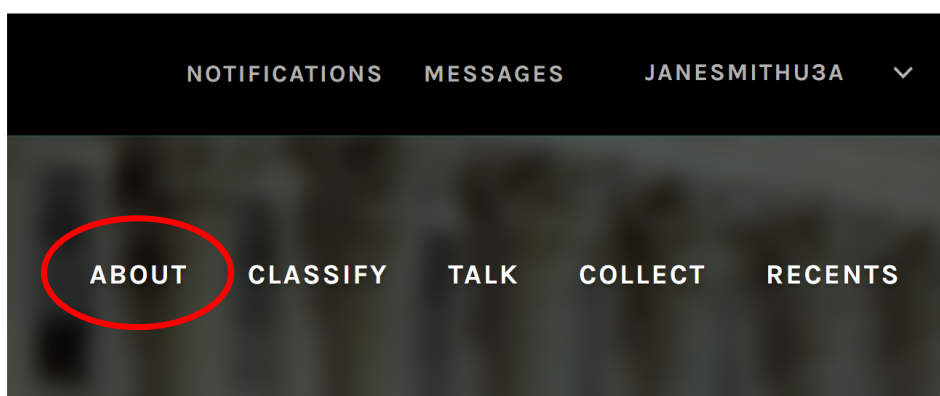 NOTIFICATIONS MESSAGES JANESMITHU3A
ABOUT CLASSIFY TALK COLLECT RECENTS